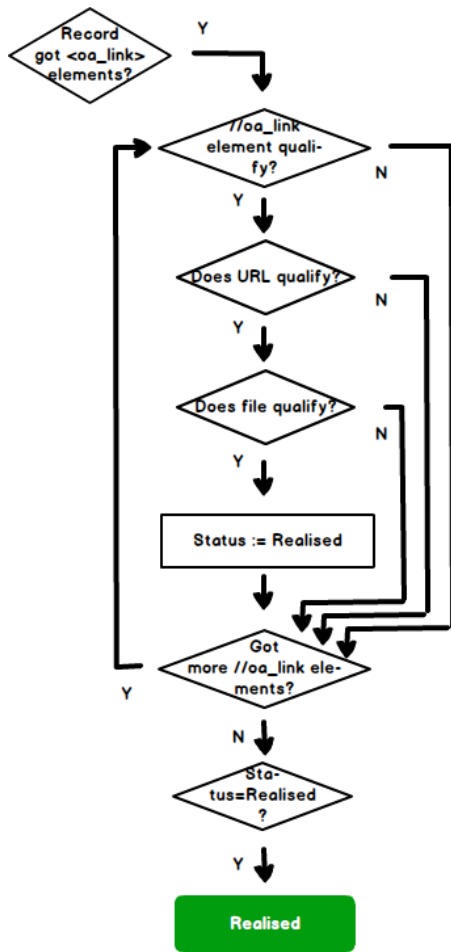 Record
got <oa_link>
elements?
Y
//oa_link
element quali-
fy?
N
Y
Does URL qualify?
N
Y
Does file qualify?
N
Y
Status := Realised
Got
more //oa_link ele-
ments?
Y
N
Sta-
tus=Realised
?
Y
Realised